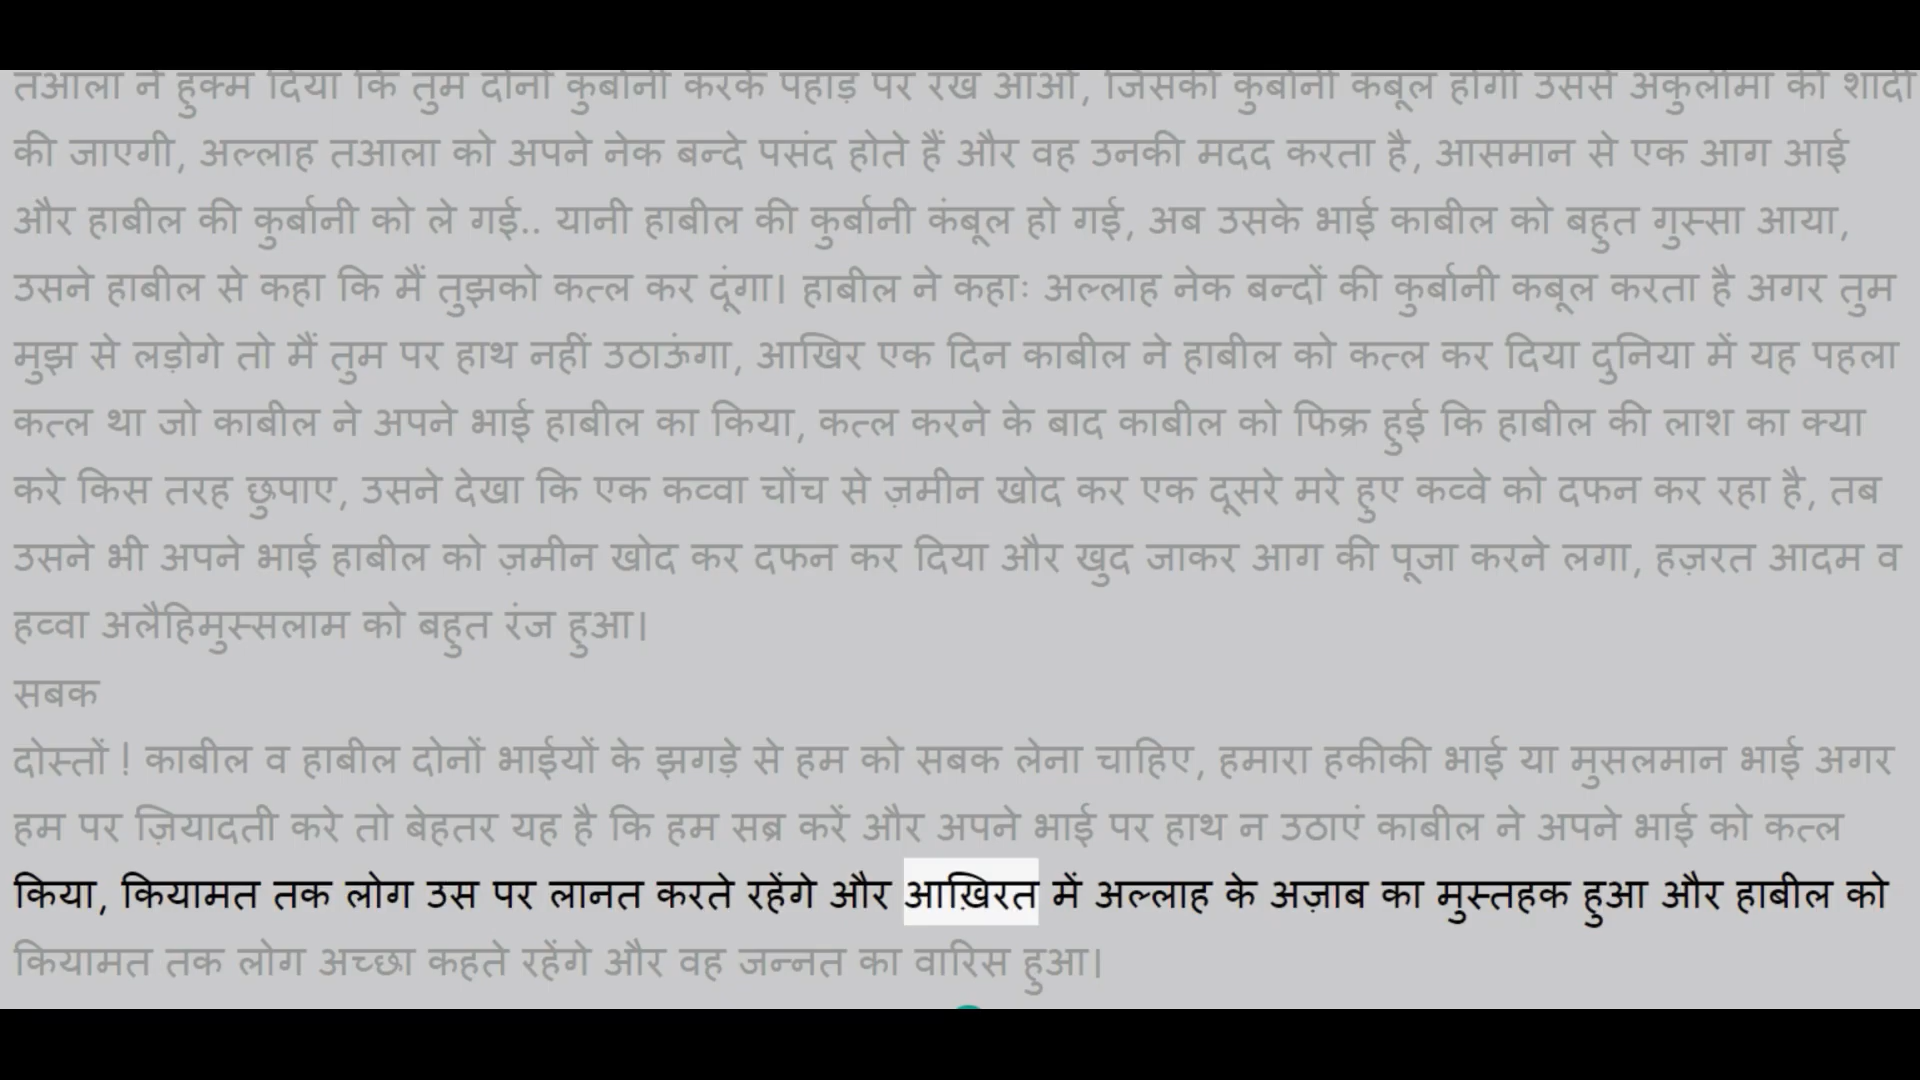 तआला ने हुक्म दिया कि तुम दोनों कुर्बानी करके पहाड़ पर रख आओ, जिसकी कुर्बानी कबूल होगी उससे अकुलीमा की शादी
की जाएगी, अल्लाह तआला को अपने नेक बन्दे पसंद होते हैं और वह उनकी मदद करता है, आसमान से एक आग आई
और हाबील की कुर्बानी को ले गई.. यानी हाबील की कुर्बानी कंबूल हो गई, अब उसके भाई काबील को बहुत गुस्सा आया,
उसने हाबील से कहा कि मैं तुझको कत्ल कर दूंगा। हाबील ने कहाः अल्लाह नेक बन्दों की कुर्बानी कबूल करता है अगर तुम
मुझ से लड़ोगे तो मैं तुम पर हाथ नहीं उठाऊंगा, आखिर एक दिन काबील ने हाबील को कत्ल कर दिया दुनिया में यह पहला
कत्ल था जो काबील ने अपने भाई हाबील का किया, कत्ल करने के बाद काबील को फिक्र हुई कि हाबील की लाश का क्या
करे किस तरह छुपाए, उसने देखा कि एक कव्वा चोंच से ज़मीन खोद कर एक दूसरे मरे हुए कव्वे को दफन कर रहा है, तब
उसने भी अपने भाई हाबील को ज़मीन खोद कर दफन कर दिया और खुद जाकर आग की पूजा करने लगा, हज़रत आदम व
हव्वा अलैहिमुस्सलाम को बहुत रंज हुआ।
सबक
दोस्तों ! काबील व हाबील दोनों भाईयों के झगड़े से हम को सबक लेना चाहिए, हमारा हकीकी भाई या मुसलमान भाई अगर
हम पर ज़ियादती करे तो बेहतर यह है कि हम सब्र करें और अपने भाई पर हाथ न उठाएं काबील ने अपने भाई को कत्ल
किया, कियामत तक लोग उस पर लानत करते रहेंगे और आख़िरत में अल्लाह के अज़ाब का मुस्तहक हुआ और हाबील को
कियामत तक लोग अच्छा कहते रहेंगे और वह जन्नत का वारिस हुआ।